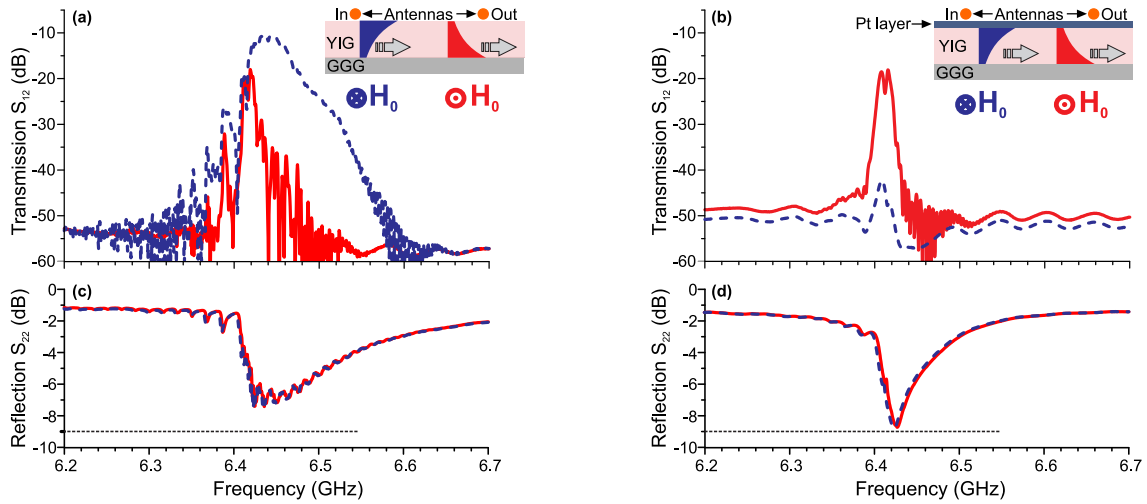 (a)
In Antennas Out
YIG
GGG
H0 H0
Transmission S12 (dB)
0
-10
-20
-30
-40
-50
-60
(b)
In Antennas Out
Pt layer
YIG
GGG
H0 H0
Transmission S12 (dB)
0
-10
-20
-30
-40
-50
-60
(c)
Reflection S22 (dB)
0
-2
-4
-6
-8
-10
6.2 6.3 6.4 6.5 6.6 6.7
Frequency (GHz)
(d)
Reflection S22 (dB)
0
-2
-4
-6
-8
-10
6.2 6.3 6.4 6.5 6.6 6.7
Frequency (GHz)